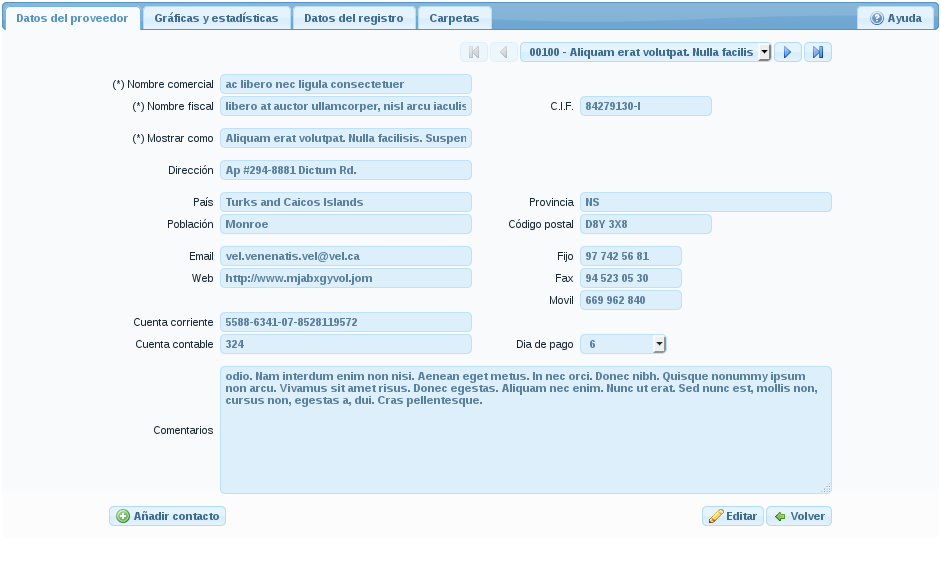 Datos del proveedor Gráficas y estadísticas Datos del registro Carpetas Ayuda
00100 - Aliquam erat volutpat. Nulla facilis
(*) Nombre comercial ac libero nec ligula consectetuer
(*) Nombre fiscal libero at auctor ullamcorper, nisl arcu iaculis C.I.F. 84279130-I
(*) Mostrar como Aliquam erat volutpat. Nulla facilisis. Suspen
Dirección Ap #294-8881 Dictum Rd.
País Turks and Caicos Islands Provincia NS
Población Monroe Código postal D8Y 3X8
Email vel.venenatis.vel@vel.ca Fijo 97 742 56 81
Web http://www.mjabxgyvol.jom Fax 94 523 05 30
Movil 669 962 840
Cuenta corriente 5588-6341-07-8528119572
Cuenta contable 324 Dia de pago 6
odio. Nam interdum enim non nisi. Aenean eget metus. In nec orci. Donec nibh. Quisque nonummy ipsum
non arcu. Vivamus sit amet risus. Donec egestas. Aliquam nec enim. Nunc ut erat. Sed nunc est, mollis non,
cursus non, egestas a, dui. Cras pellentesque.
Comentarios
Añadir contacto Editar Volver